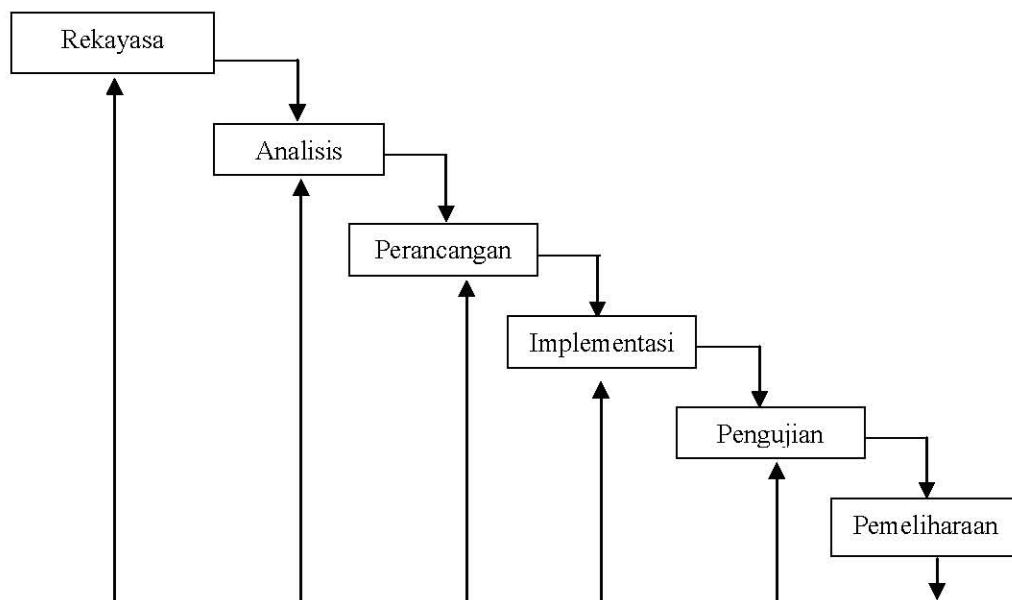 Rekayasa
Analisis
Perancangan
Implementasi
Pengujian
Pemeliharaan